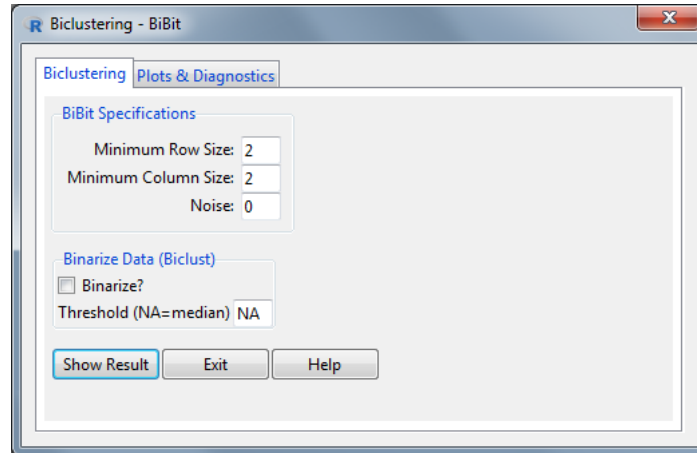 R Biclustering - BiBit
x
Biclustering Plots & Diagnostics
BiBit Specifications
Minimum Row Size: 2
Minimum Column Size: 2
Noise: 0
Binarize Data (Biclust)
Binarize?
Threshold (NA=median) NA
Show Result Exit Help